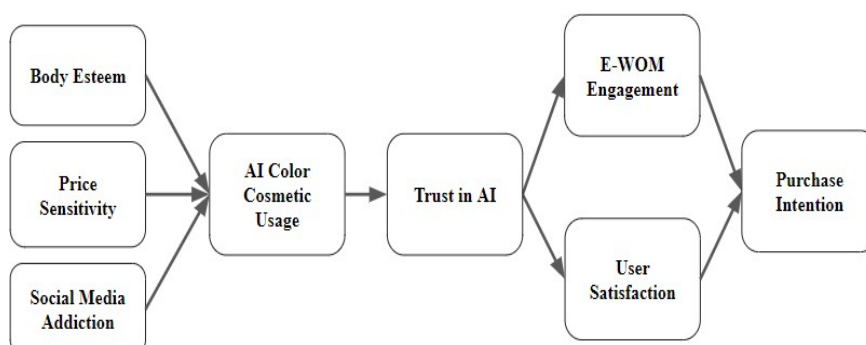 Body Esteem
Price
Sensitivity
Social Media
Addiction
AI Color
Cosmetic
Usage
Trust in AI
E-WOM
Engagement
User
Satisfaction
Purchase
Intention